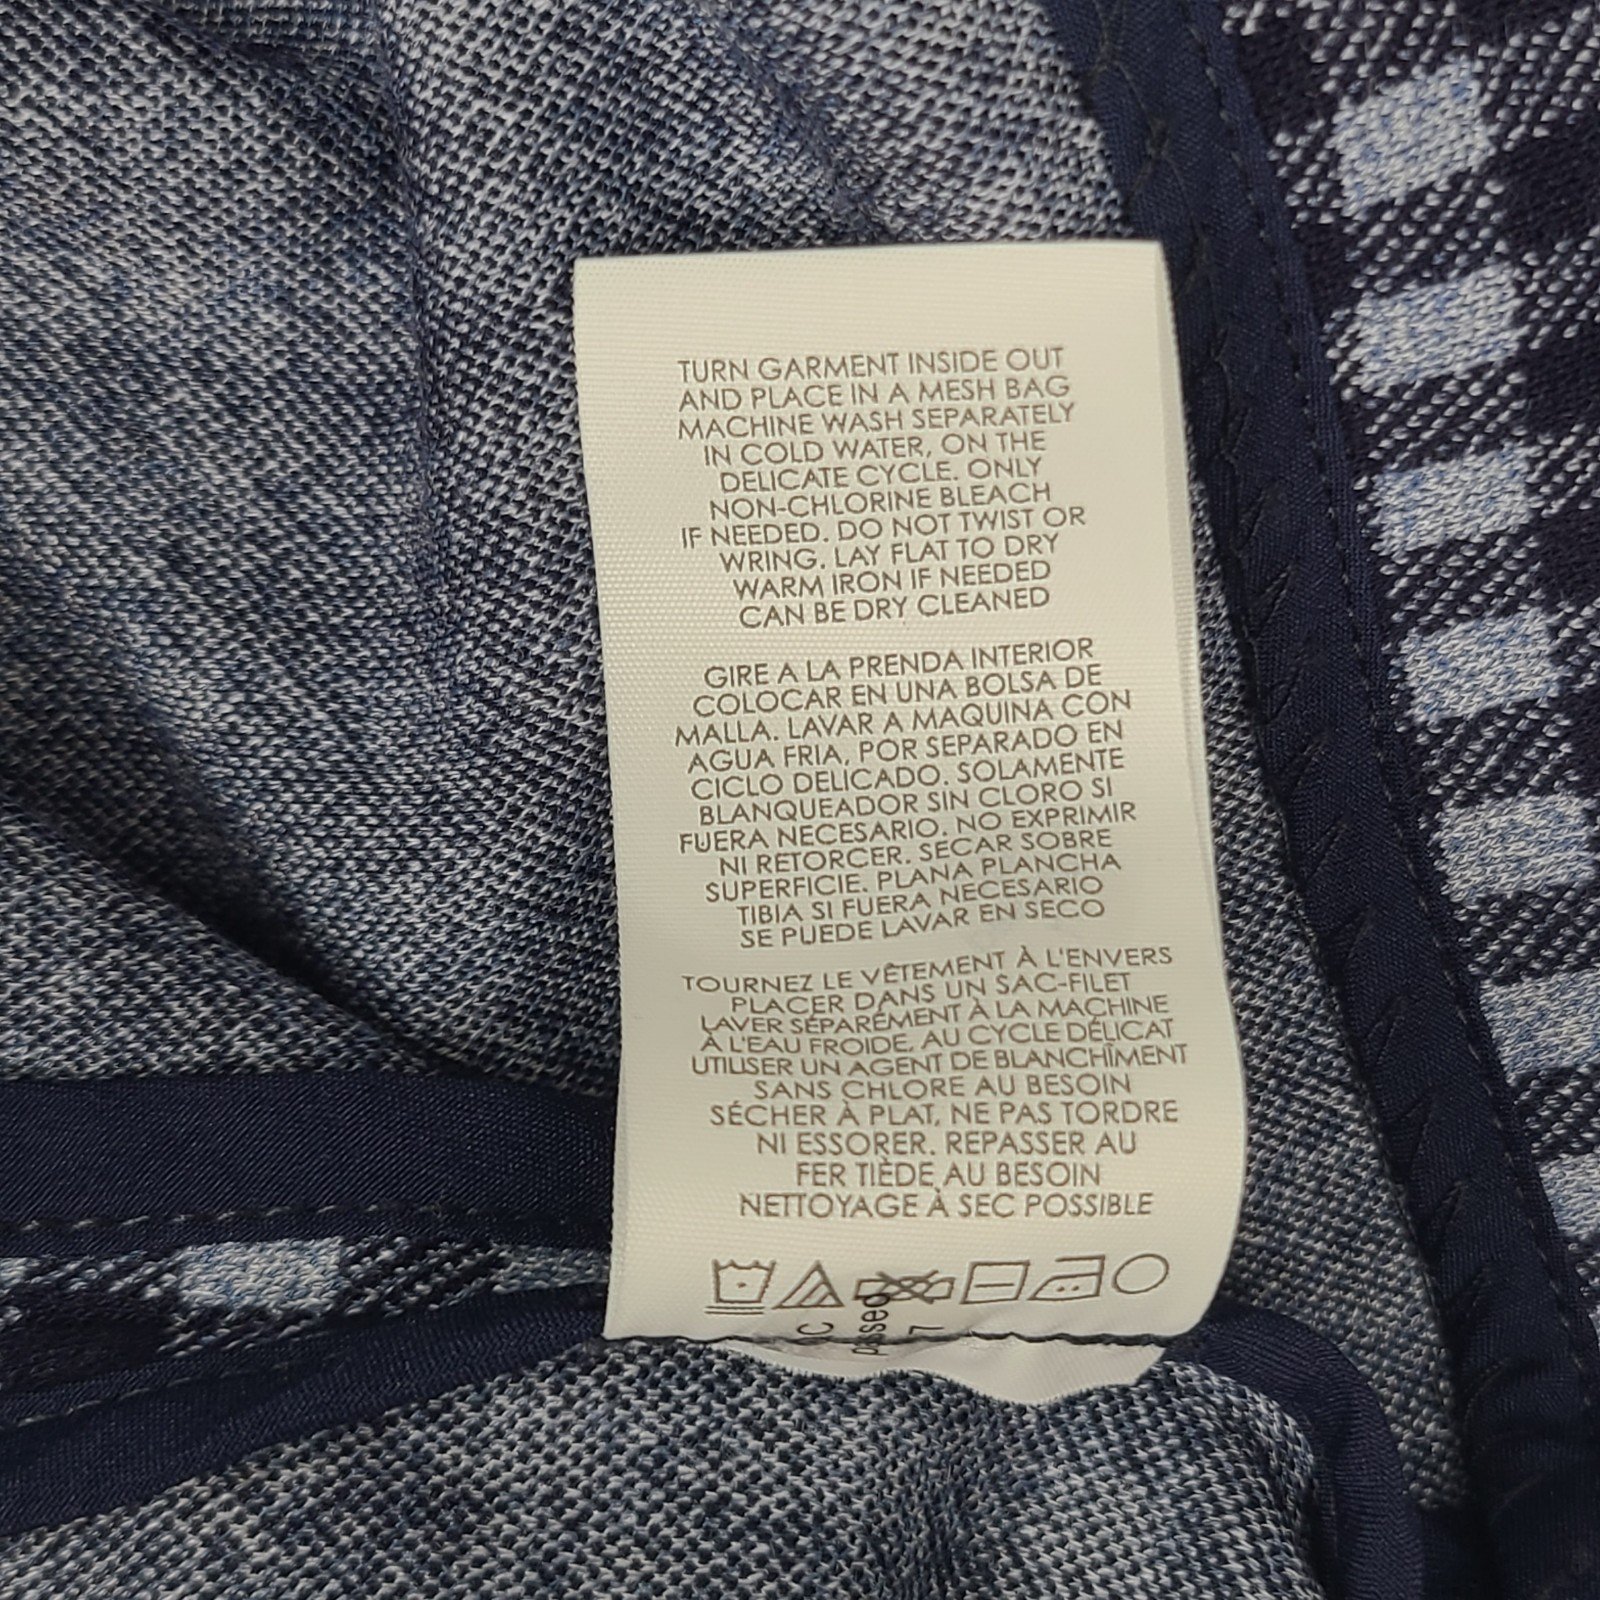 TURN GARMENT INSIDE OUT
AND PLACE IN A MESH BAG
MACHINE WASH SEPARATELY
IN COLD WATER, ON THE
DELICATE CYCLE. ONLY
NON-CHLORINE BLEACH
IF NEEDED. DO NOT TWIST OR
WRING. LAY FLAT TO DRY
WARM IRON IF NEEDED
CAN BE DRY CLEANED
GIRE A LA PRENDA INTERIOR
COLOCAR EN UNA BOLSA DE
MALLA. LAVAR A MAQUINA CON
AGUA FRIA, POR SEPARADO EN
CICLO DELICADO. SOLAMENTE
BLANQUEADOR SIN CLORO SI
FUERA NECESARIO. NO EXPRIMIR
NI RETORCER. SECAR SOBRE
SUPERFICIE. PLANA PLANCHA
TIBIA SI FUERA NECESARIO
SE PUEDE LAVAR EN SECO
TOURNEZ LE VÊTEMENT À L'ENVERS
PLACER DANS UN SAC-FILET
LAVER SÉPARÉMENT À LA MACHINE
À L'EAU FROIDE, AU CYCLE DÉLICAT
UTILISER UN AGENT DE BLANCHÎMENT
SANS CHLORE AU BESOIN
SÉCHER À PLAT, NE PAS TORDRE
NI ESSORER. REPASSER AU
FER TIÈDE AU BESOIN
NETTOYAGE À SEC POSSIBLE